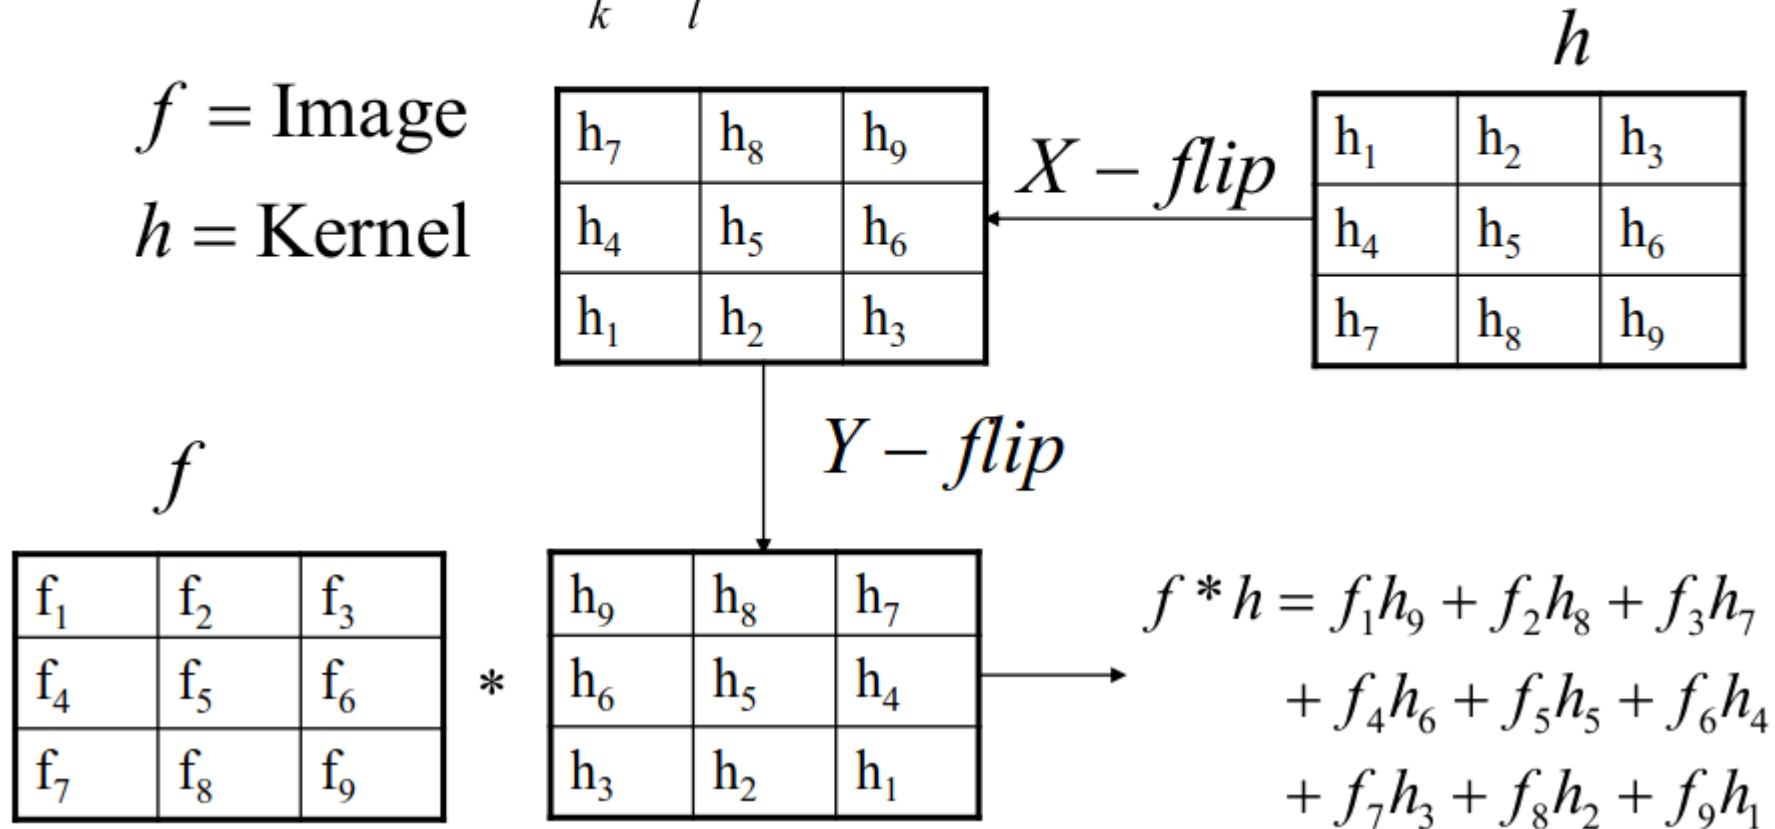 k l
f = Image
h = Kernel
h
h₇ h₈ h₉
h₄ h₅ h₆
h₁ h₂ h₃
X – flip
h₁ h₂ h₃
h₄ h₅ h₆
h₇ h₈ h₉
Y – flip
f
f₁ f₂ f₃
f₄ f₅ f₆
f₇ f₈ f₉
*
h₉ h₈ h₇
h₆ h₅ h₄
h₃ h₂ h₁
f * h = f₁h₉ + f₂h₈ + f₃h₇
+ f₄h₆ + f₅h₅ + f₆h₄
+ f₇h₃ + f₈h₂ + f₉h₁